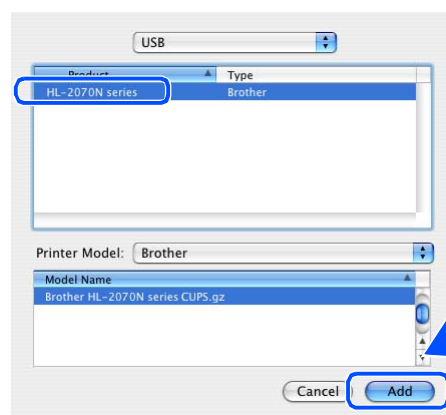 USB
Product Type
HL-2070N series Brother
Printer Model: Brother
Model Name
Brother HL-2070N series CUPS.gz
Cancel Add